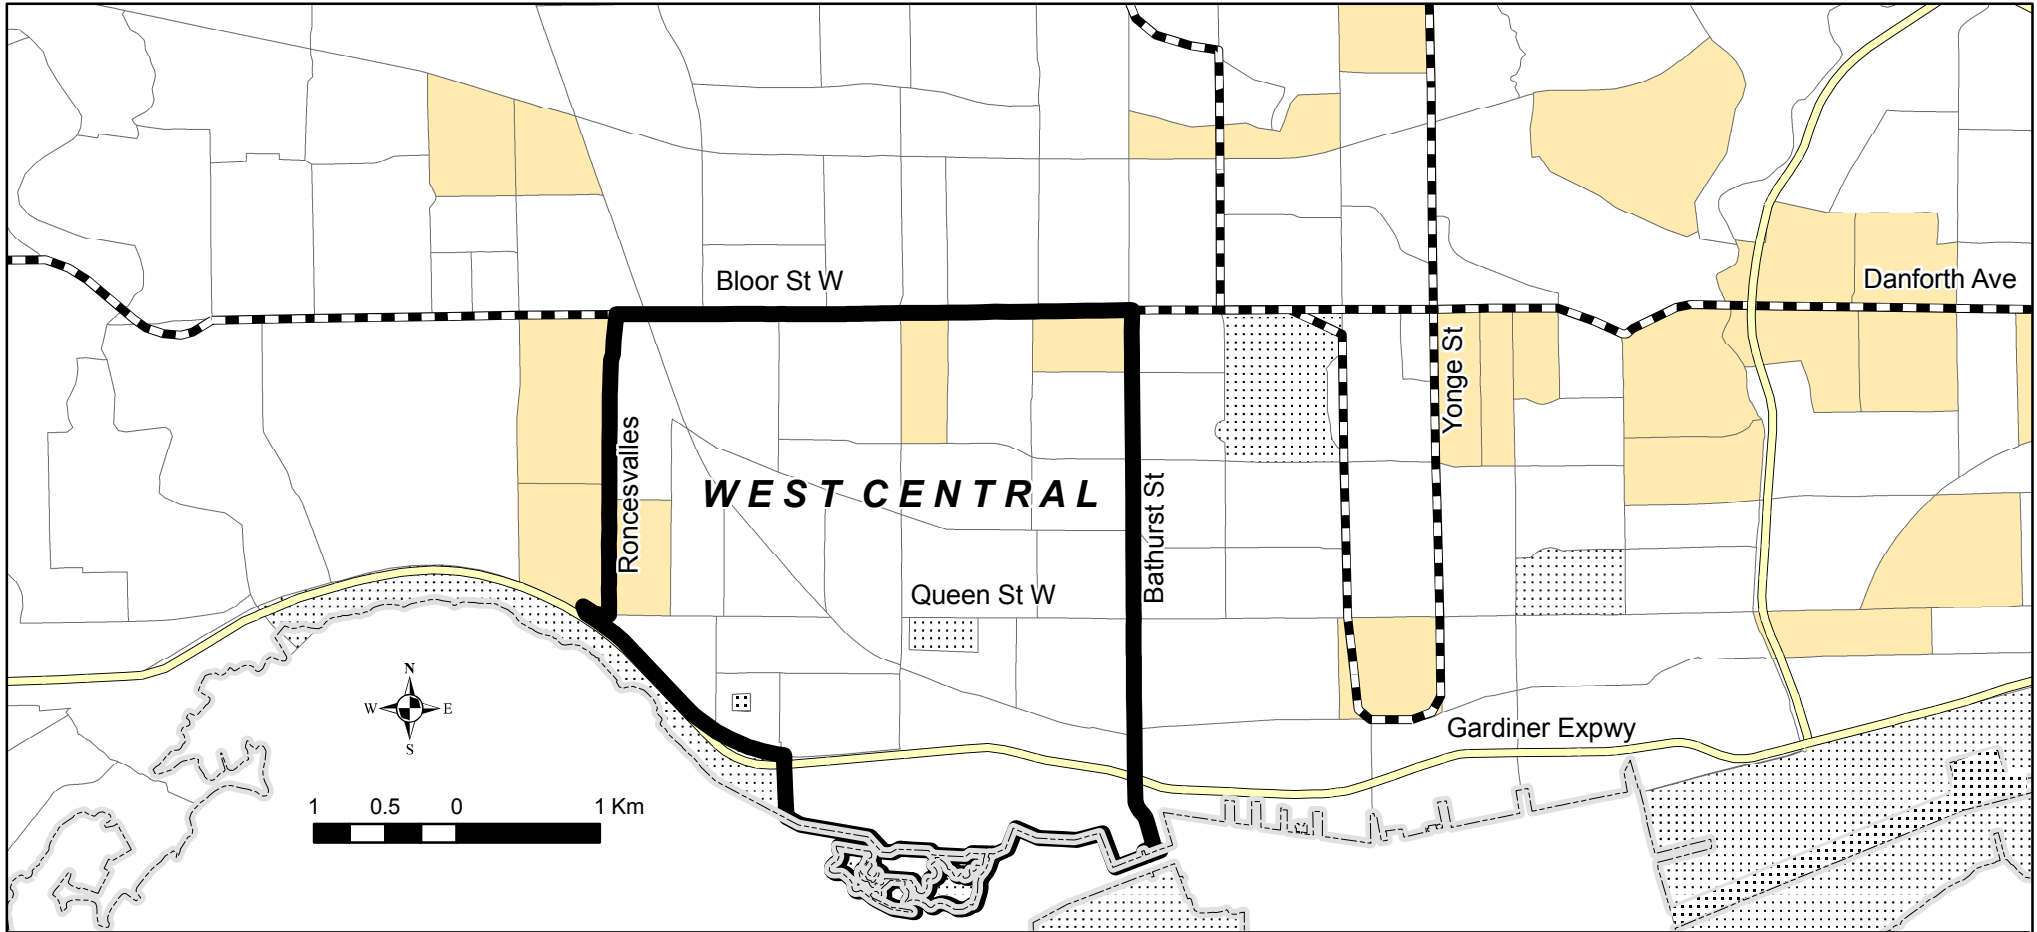 Bloor St W
Danforth Ave
Yonge St
Roncesvalles
WEST CENTRAL
Bathurst St
Queen St W
N
W E
S
Gardiner Expwy
1 0.5 0 1 Km